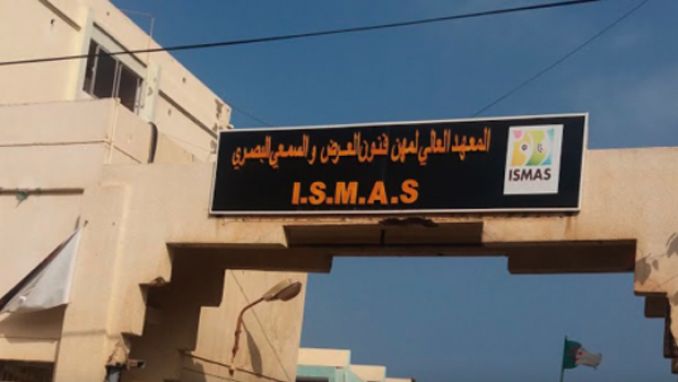 المعهد العالي لمهن فنون العرض والسمعي البصري
I.S.M.A.S
ISMAS